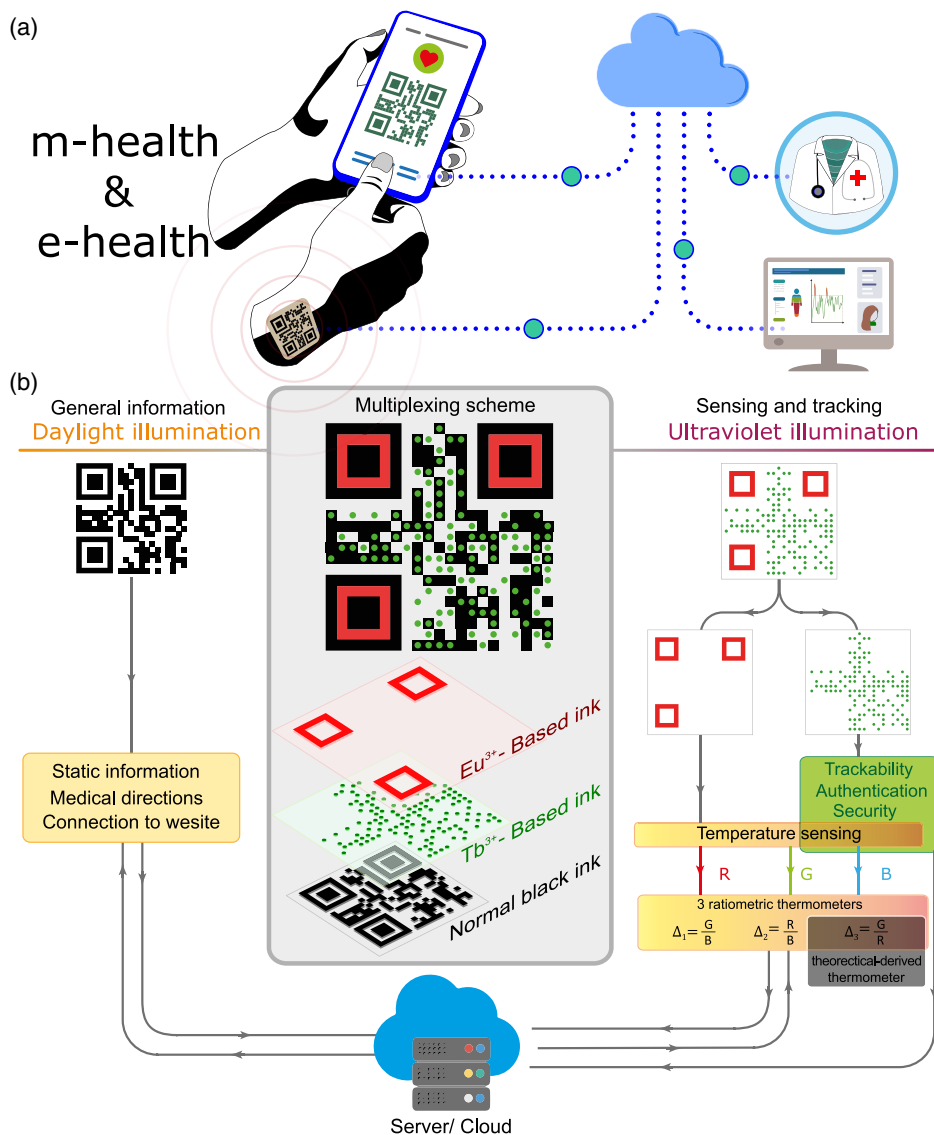 (a)
m-health
&
e-health
(b)
General information
Daylight illumination
Multiplexing scheme
Sensing and tracking
Ultraviolet illumination
Eu³⁺- Based ink
Tb³⁺- Based ink
Normal black ink
Static information
Medical directions
Connection to wesite
Trackability
Authentication
Security
Temperature sensing
R G B
3 ratiometric thermometers
Δ₁=G/B Δ₂=R/B Δ₃=G/R
theorectical-derived
thermometer
Server/ Cloud